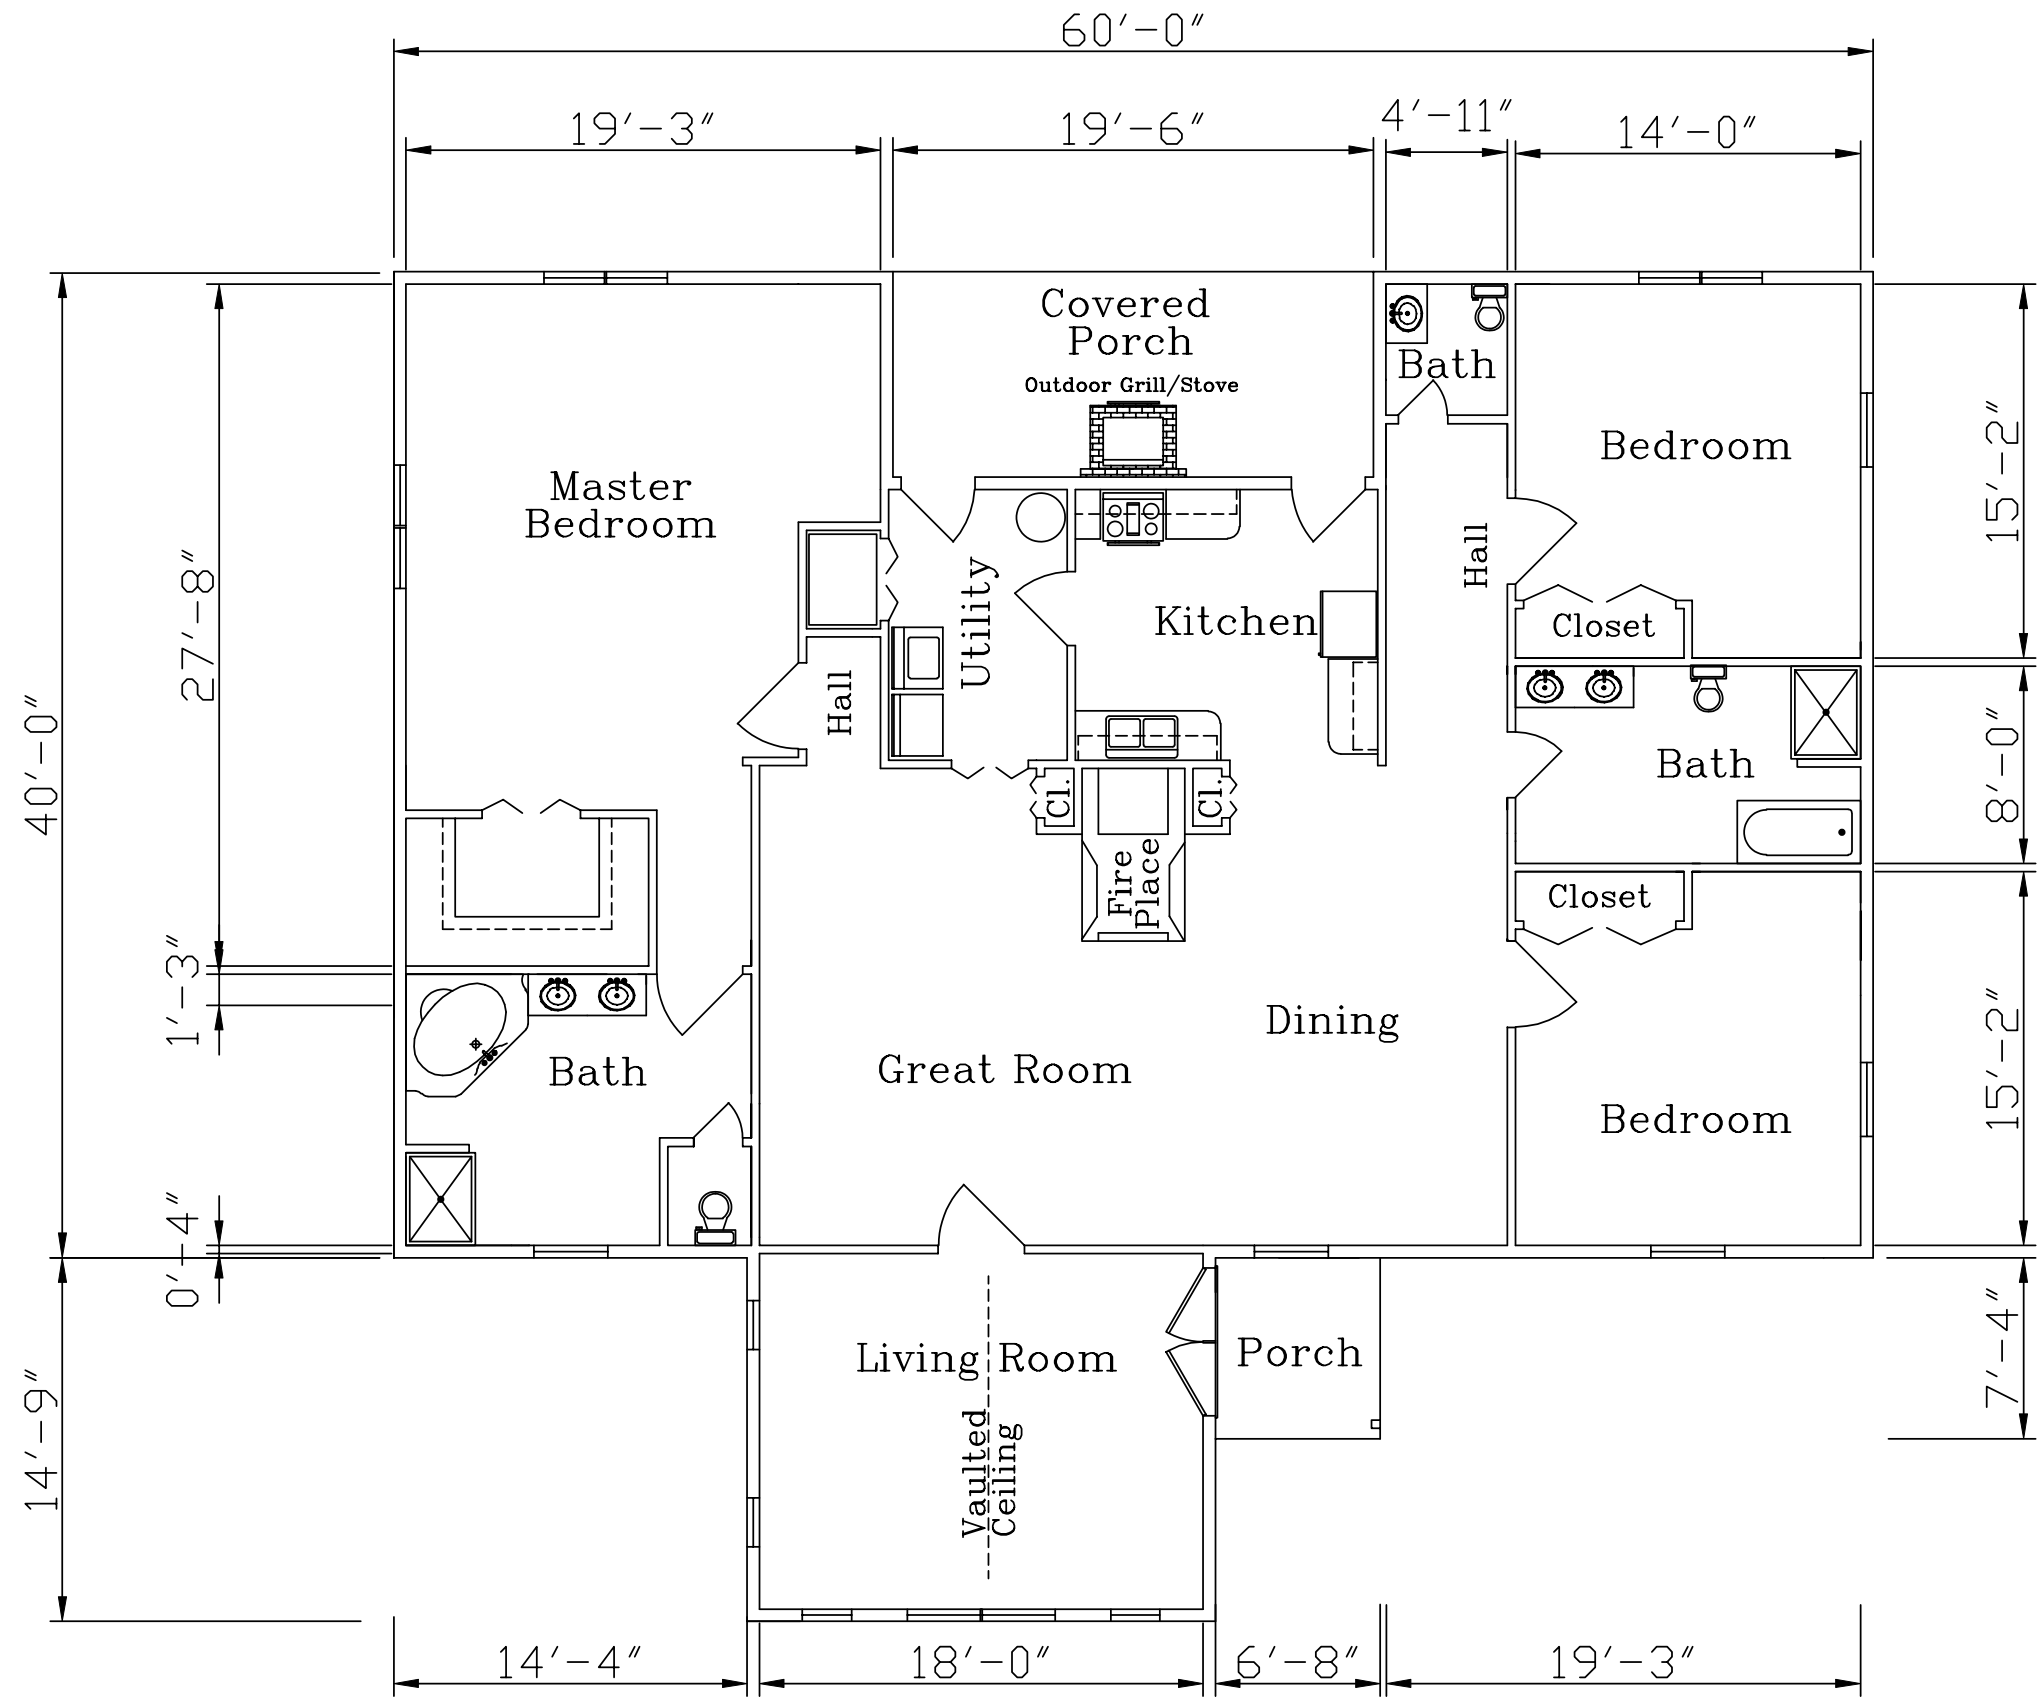 60'-0"
19'-3"
19'-6"
4'-11"
14'-0"
Covered
Porch
Outdoor Grill/Stove
Bath
Bedroom
Master
Bedroom
15'-2"
Hall
27'-8"
Utility
Kitchen
Closet
Hall
40'-0"
Bath
8'-0"
Cl.
Cl.
Fire
Place
Closet
1'-3"
Dining
Great Room
Bath
15'-2"
Bedroom
0'-4"
Living Room
Porch
7'-4"
14'-9"
Vaulted
Ceiling
14'-4"
18'-0"
6'-8"
19'-3"